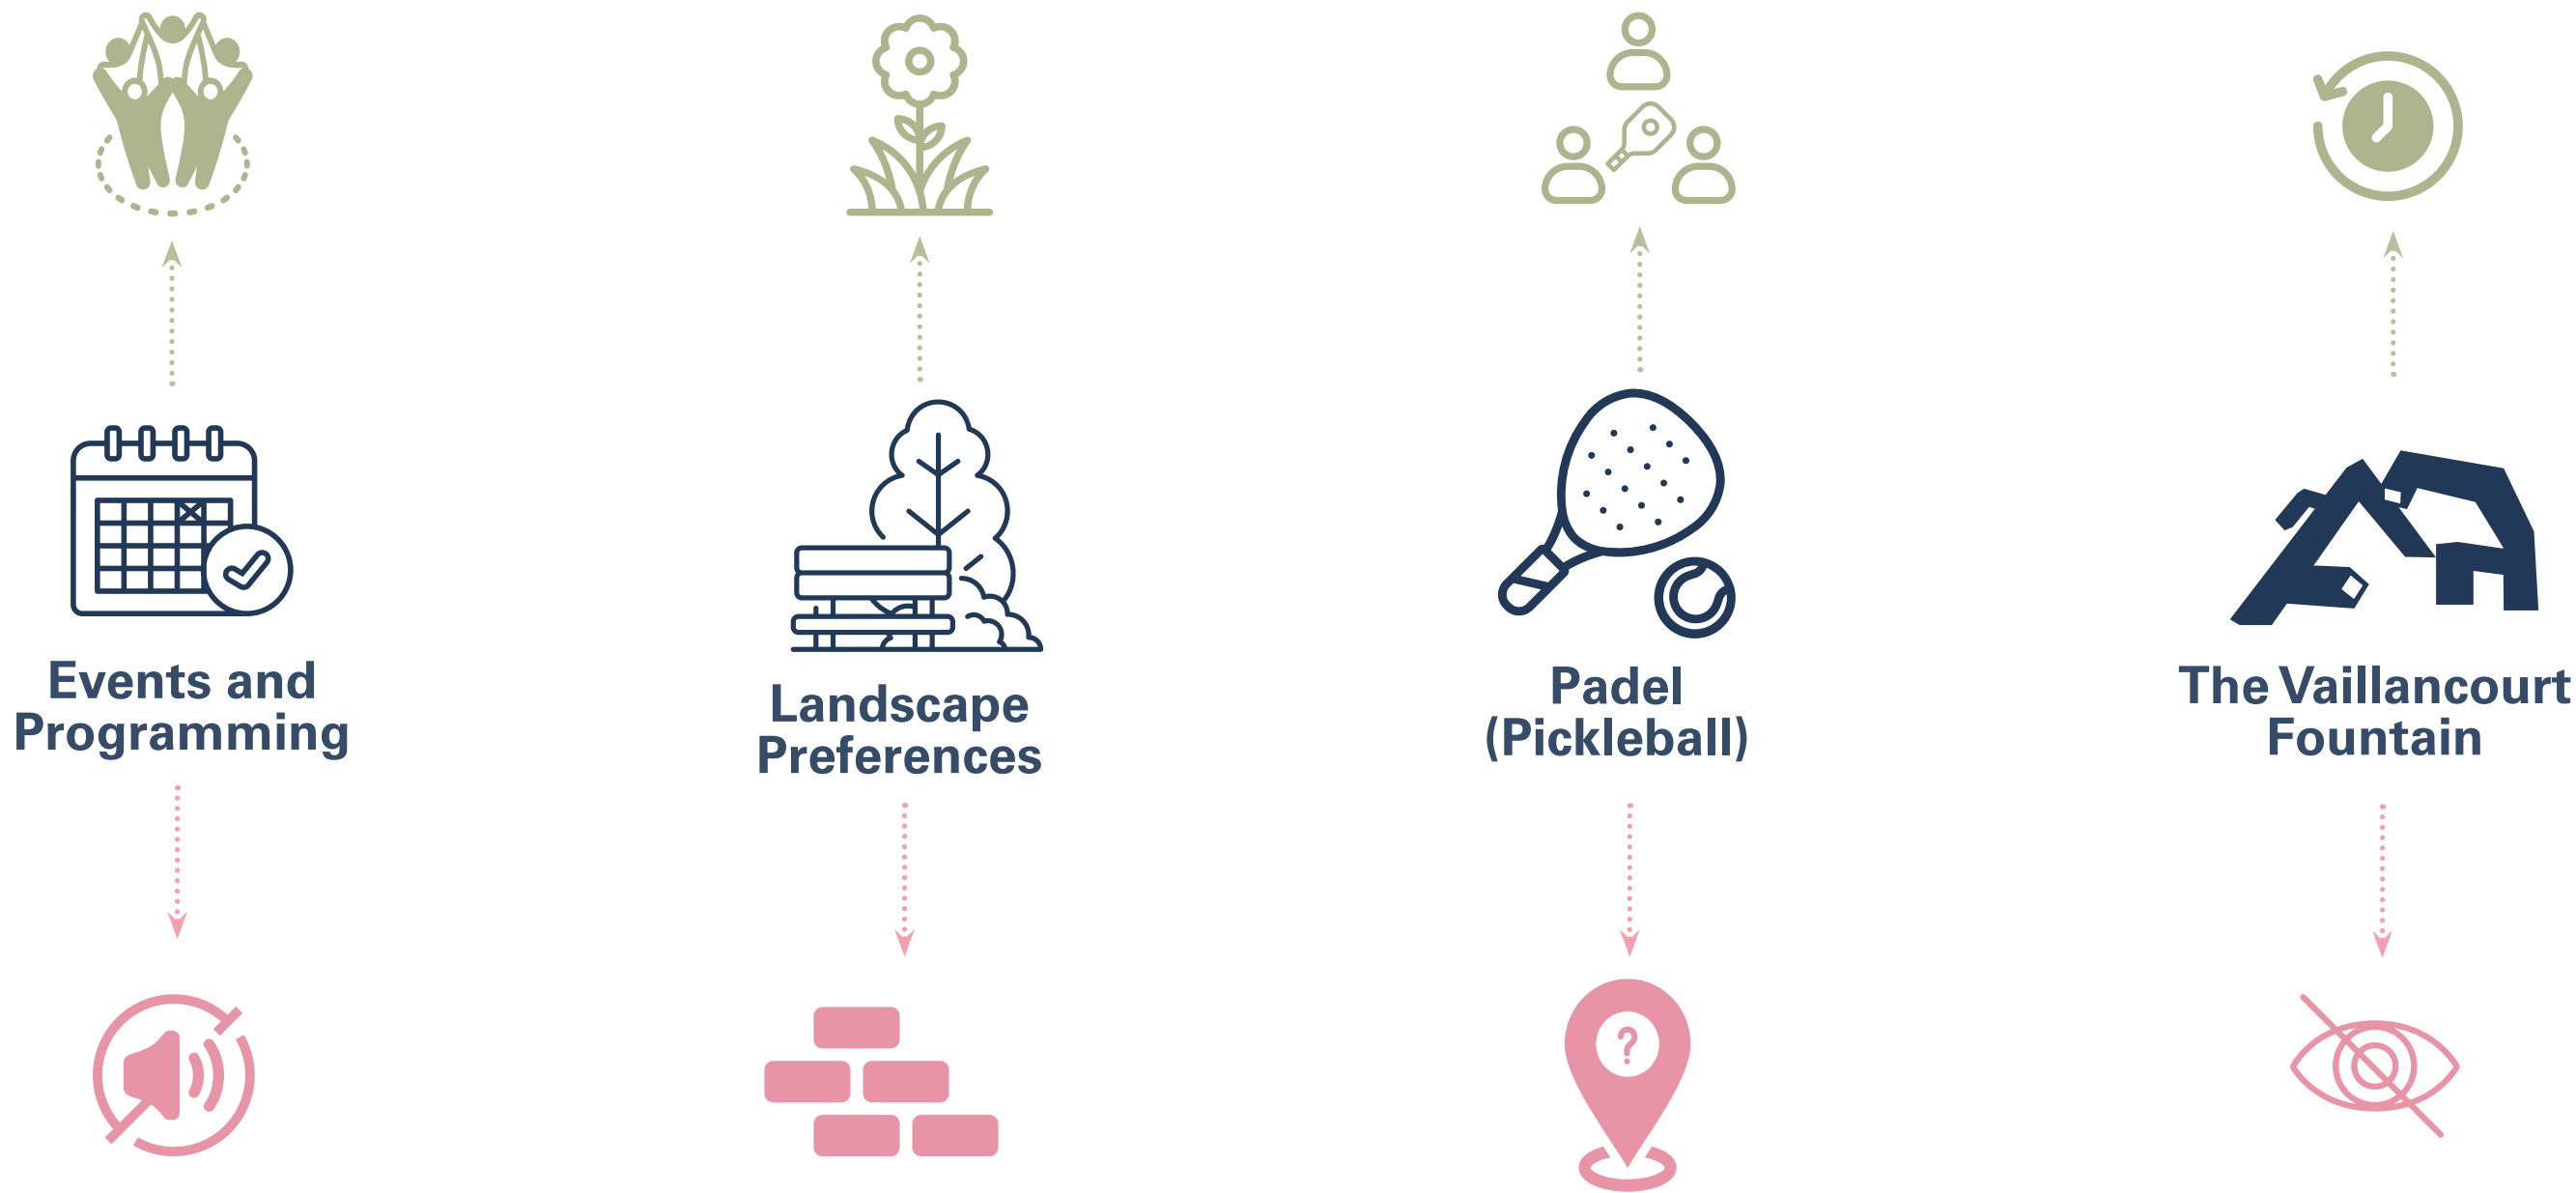 Events and
Programming
Landscape
Preferences
Padel
(Pickleball)
The Vaillancourt
Fountain
?